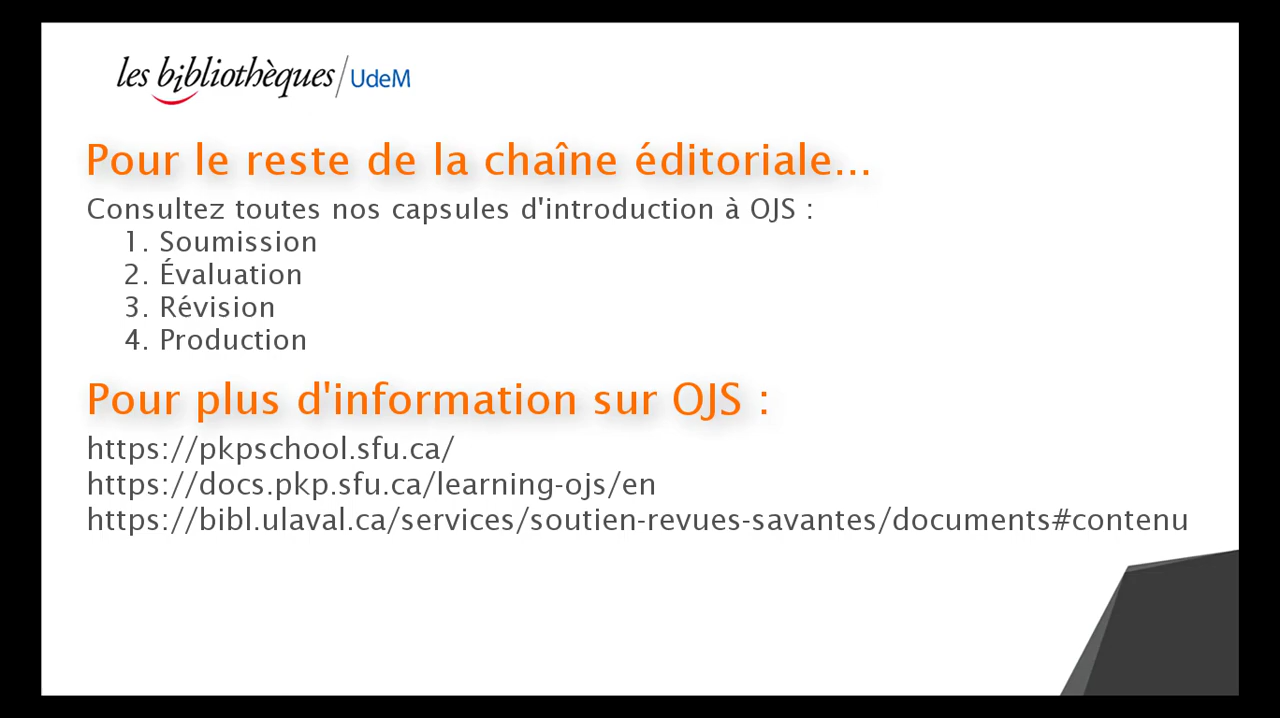 les bibliothèques/UdeM
Pour le reste de la chaîne éditoriale...
Consultez toutes nos capsules d'introduction à OJS :
1. Soumission
2. Évaluation
3. Révision
4. Production
Pour plus d'information sur OJS :
https://pkpschool.sfu.ca/
https://docs.pkp.sfu.ca/learning-ojs/en
https://bibl.ulaval.ca/services/soutien-revues-savantes/documents#contenu